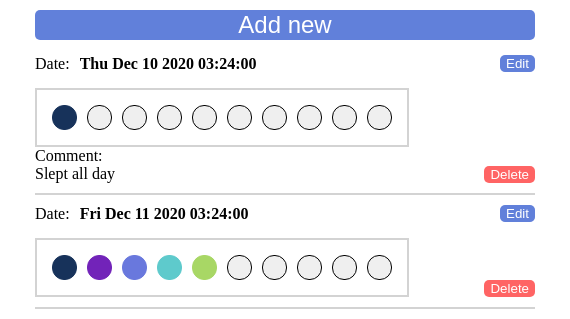 Add new
Date: Thu Dec 10 2020 03:24:00 Edit
Comment:
Slept all day Delete
Date: Fri Dec 11 2020 03:24:00 Edit
Delete